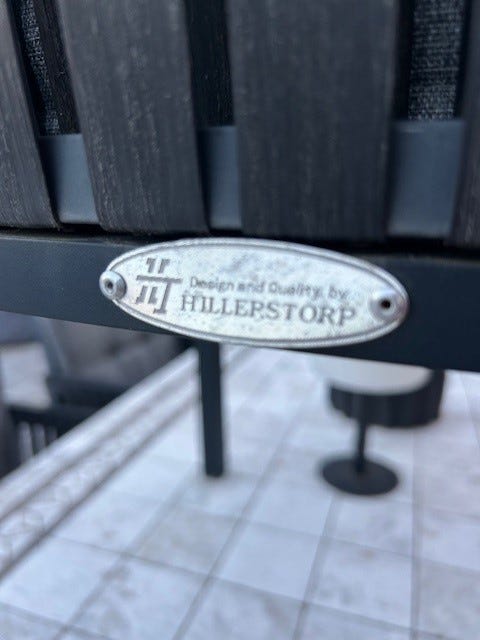 Design and Quality, by
HILLERSTORP